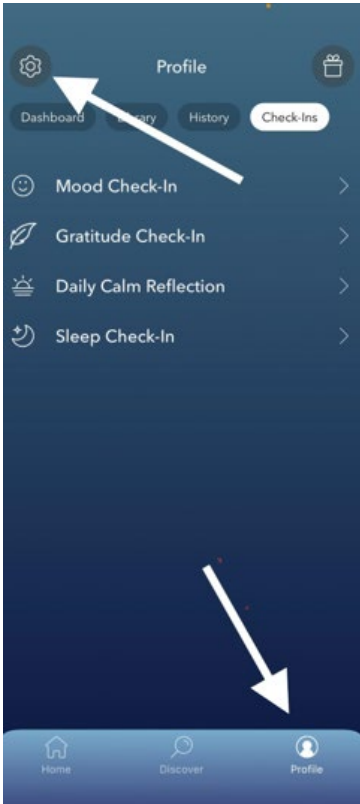 Profile
Dashboard Library History Check-Ins
Mood Check-In
Gratitude Check-In
Daily Calm Reflection
Sleep Check-In
Home Discover Profile